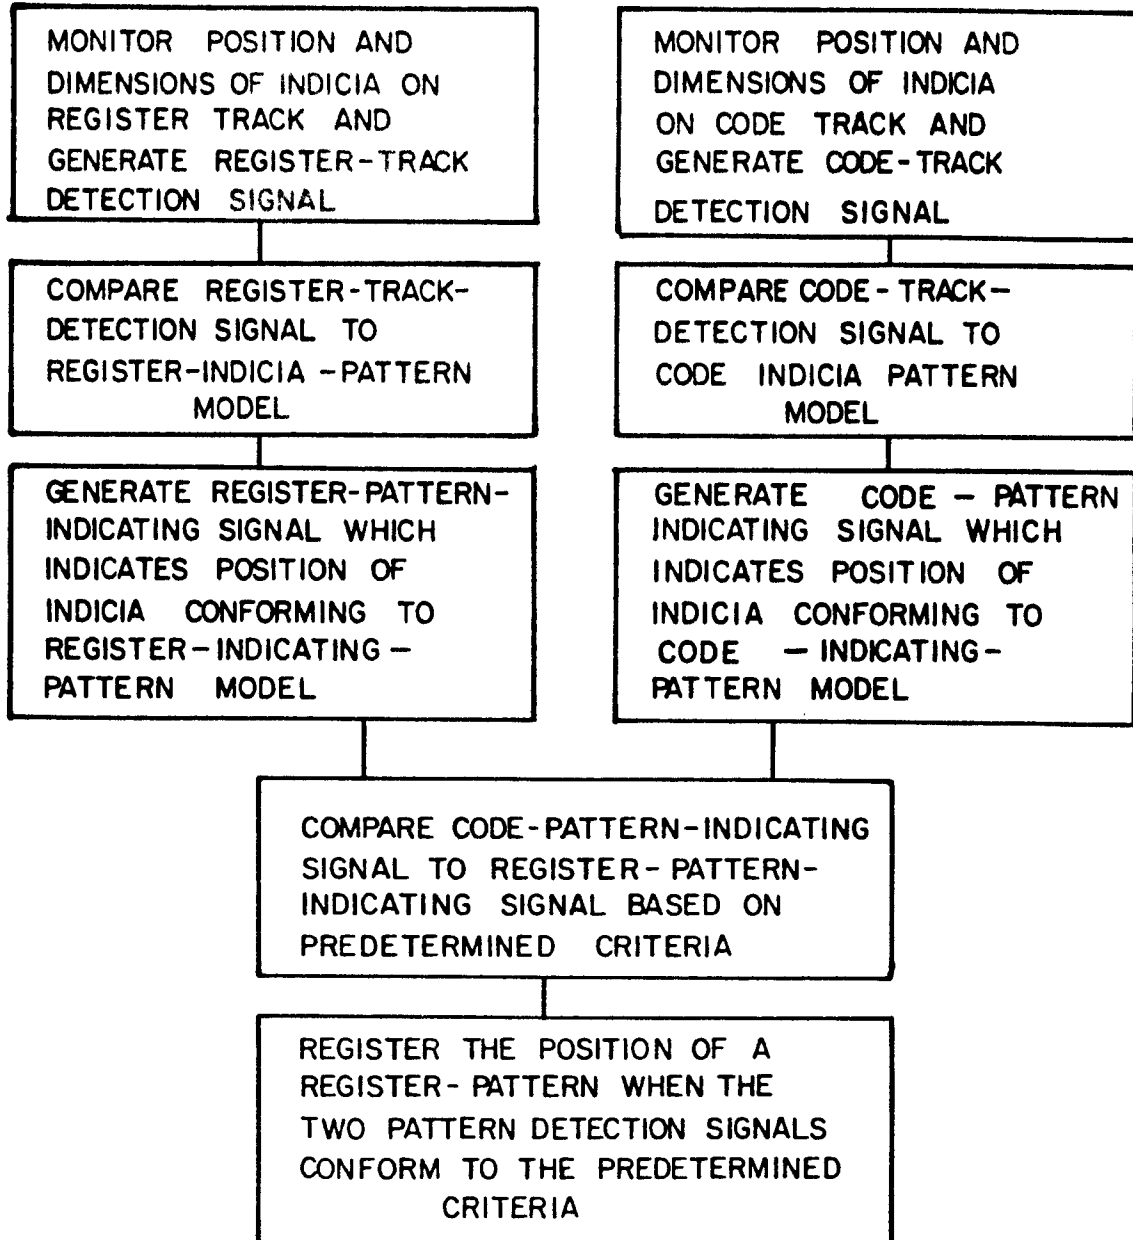 MONITOR POSITION AND
DIMENSIONS OF INDICIA ON
REGISTER TRACK AND
GENERATE REGISTER-TRACK
DETECTION SIGNAL
MONITOR POSITION AND
DIMENSIONS OF INDICIA
ON CODE TRACK AND
GENERATE CODE-TRACK
DETECTION SIGNAL
COMPARE REGISTER-TRACK-
DETECTION SIGNAL TO
REGISTER-INDICIA-PATTERN
MODEL
COMPARE CODE-TRACK-
DETECTION SIGNAL TO
CODE INDICIA PATTERN
MODEL
GENERATE REGISTER-PATTERN-
INDICATING SIGNAL WHICH
INDICATES POSITION OF
INDICIA CONFORMING TO
REGISTER-INDICATING-
PATTERN MODEL
GENERATE CODE-PATTERN
INDICATING SIGNAL WHICH
INDICATES POSITION OF
INDICIA CONFORMING TO
CODE -INDICATING-
PATTERN MODEL
COMPARE CODE-PATTERN-INDICATING
SIGNAL TO REGISTER-PATTERN-
INDICATING SIGNAL BASED ON
PREDETERMINED CRITERIA
REGISTER THE POSITION OF A
REGISTER-PATTERN WHEN THE
TWO PATTERN DETECTION SIGNALS
CONFORM TO THE PREDETERMINED
CRITERIA